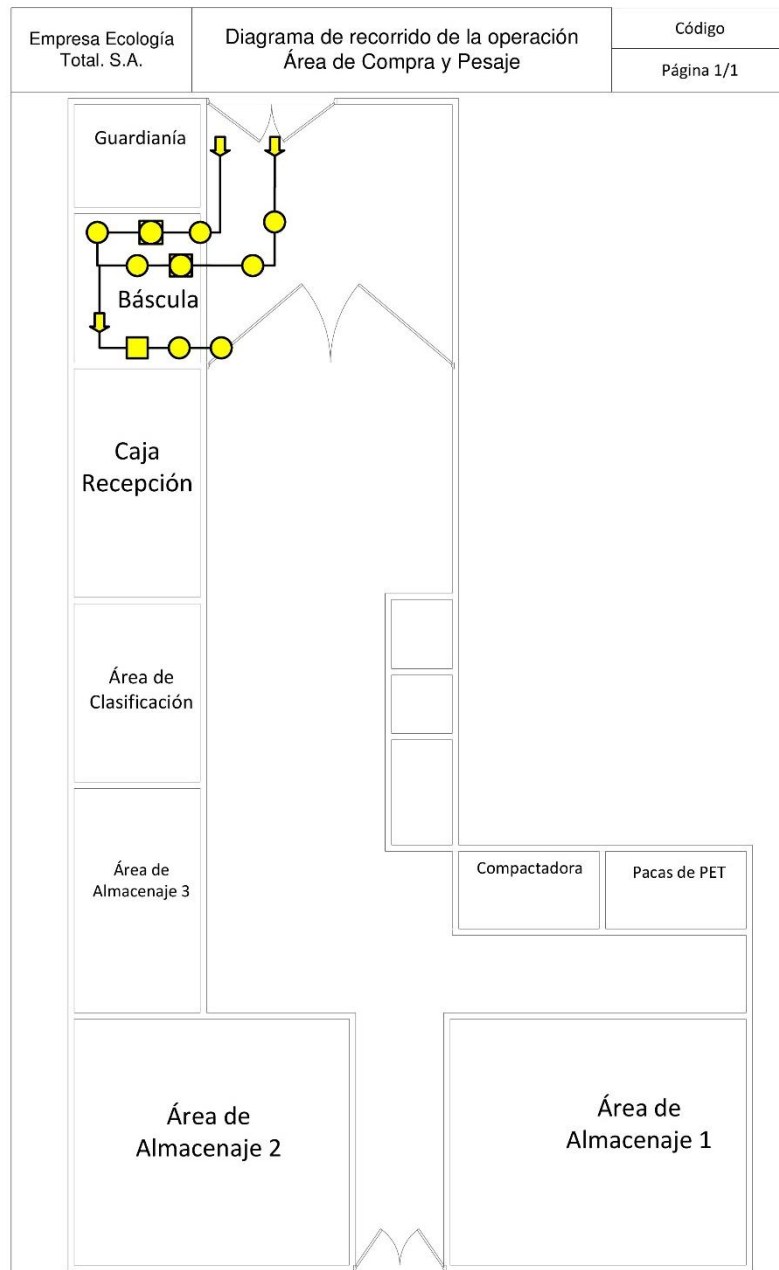 Empresa Ecología
Total. S.A.
Diagrama de recorrido de la operación
Área de Compra y Pesaje
Código
Página 1/1
Guardianía
Báscula
Caja
Recepción
Área de
Clasificación
Área de
Almacenaje 3
Compactadora
Pacas de PET
Área de
Almacenaje 2
Área de
Almacenaje 1